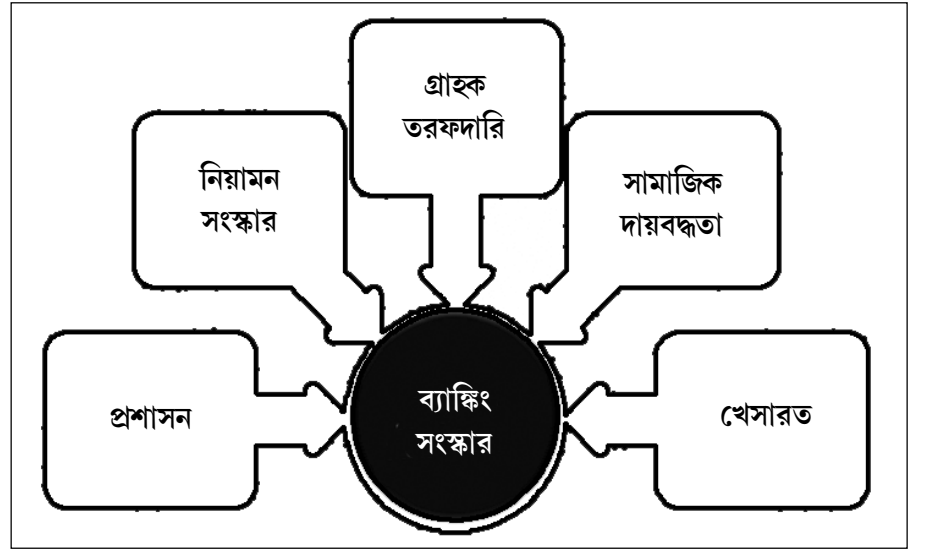 গ্রাহক
তরফদারি
নিয়ামন
সংস্কার
সামাজিক
দায়বদ্ধতা
প্রশাসন
ব্যাঙ্কিং
সংস্কার
খেসারত